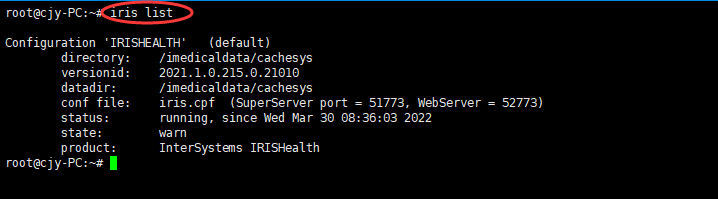 root@cjy-PC:~# iris list
Configuration 'IRISHEALTH'   (default)
directory:    /imedicaldata/cachesys
versionid:    2021.1.0.215.0.21010
datadir:      /imedicaldata/cachesys
conf file:    iris.cpf  (SuperServer port = 51773, WebServer = 52773)
status:       running, since Wed Mar 30 08:36:03 2022
state:        warn
product:      InterSystems IRISHealth
root@cjy-PC:~#